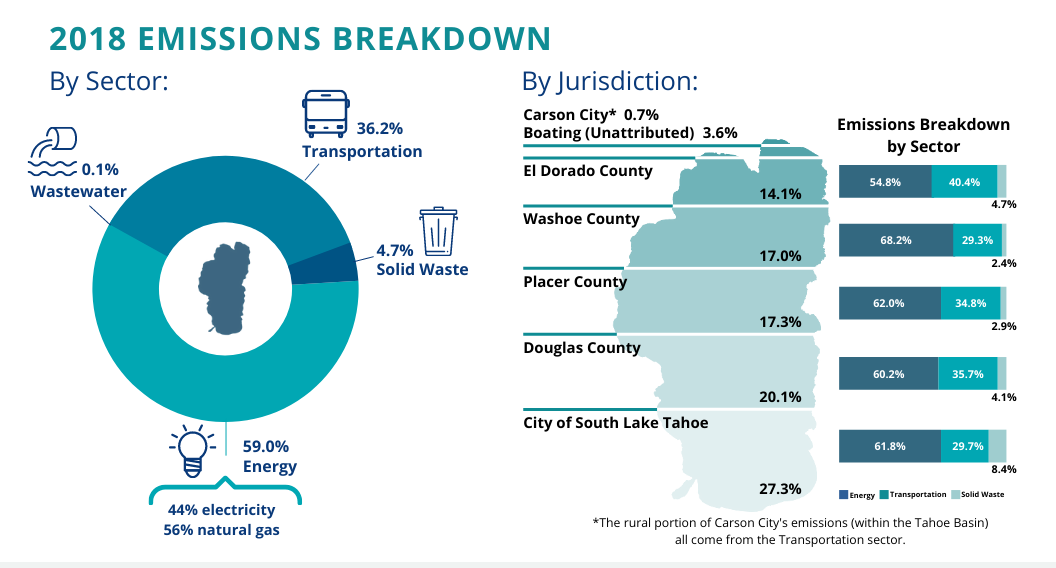 2018 EMISSIONS BREAKDOWN
By Sector:
36.2%
Transportation
0.1%
Wastewater
4.7%
Solid Waste
59.0%
Energy
44% electricity
56% natural gas
By Jurisdiction:
Carson City* 0.7%
Boating (Unattributed) 3.6%
El Dorado County
14.1%
Washoe County
17.0%
Placer County
17.3%
Douglas County
20.1%
City of South Lake Tahoe
27.3%
Emissions Breakdown
by Sector
54.8% 40.4%
4.7%
68.2% 29.3%
2.4%
62.0% 34.8%
2.9%
60.2% 35.7%
4.1%
61.8% 29.7%
8.4%
Energy Transportation Solid Waste
*The rural portion of Carson City's emissions (within the Tahoe Basin)
all come from the Transportation sector.